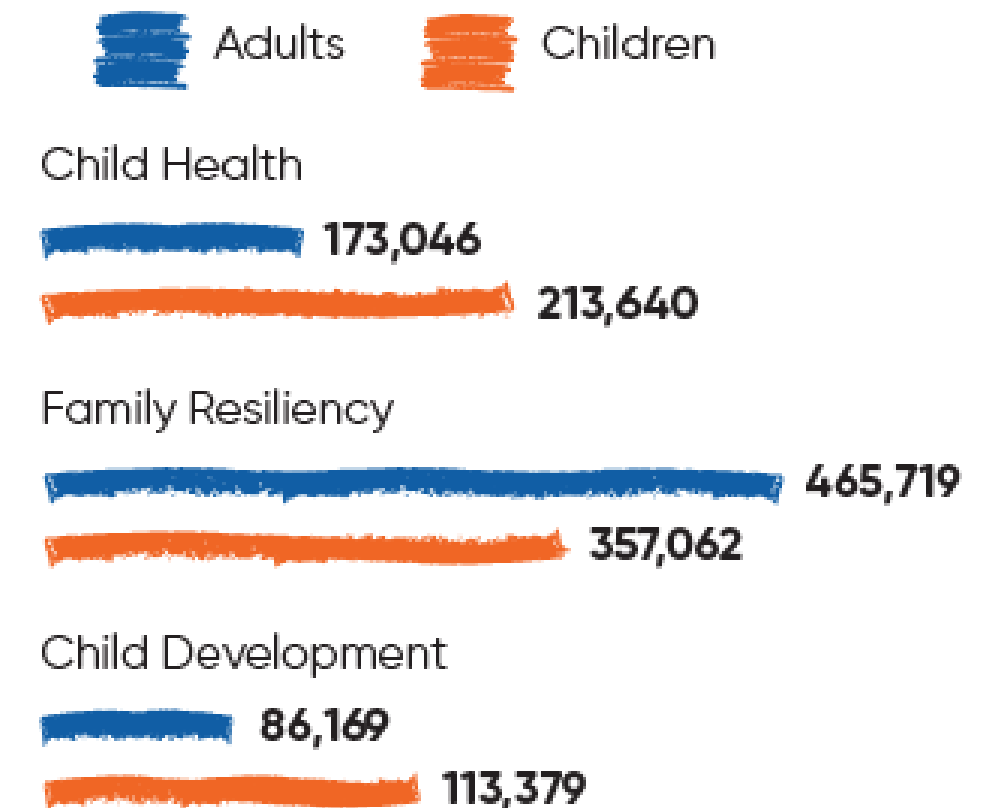 Adults Children
Child Health
173,046
213,640
Family Resiliency
465,719
357,062
Child Development
86,169
113,379